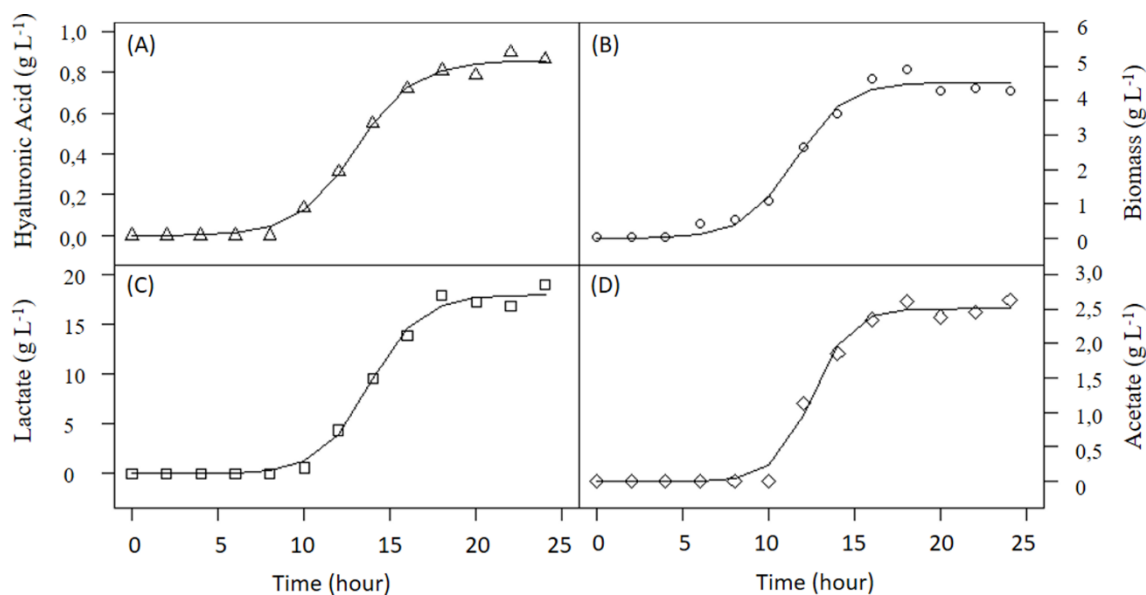 (A)
Hyaluronic Acid (g L-1)
1,0
0.8
0.6
0.4
0.2
0,0
(B)
6
5
4
3
2
1
0
Biomass (g L-1)
(C)
Lactate (g L-1)
20
15
10
5
0
(D)
3,0
2.5
2.0
1.5
1,0
0.5
0
Acetate (g L-1)
0 5 10 15 20 25
Time (hour)
0 5 10 15 20 25
Time (hour)